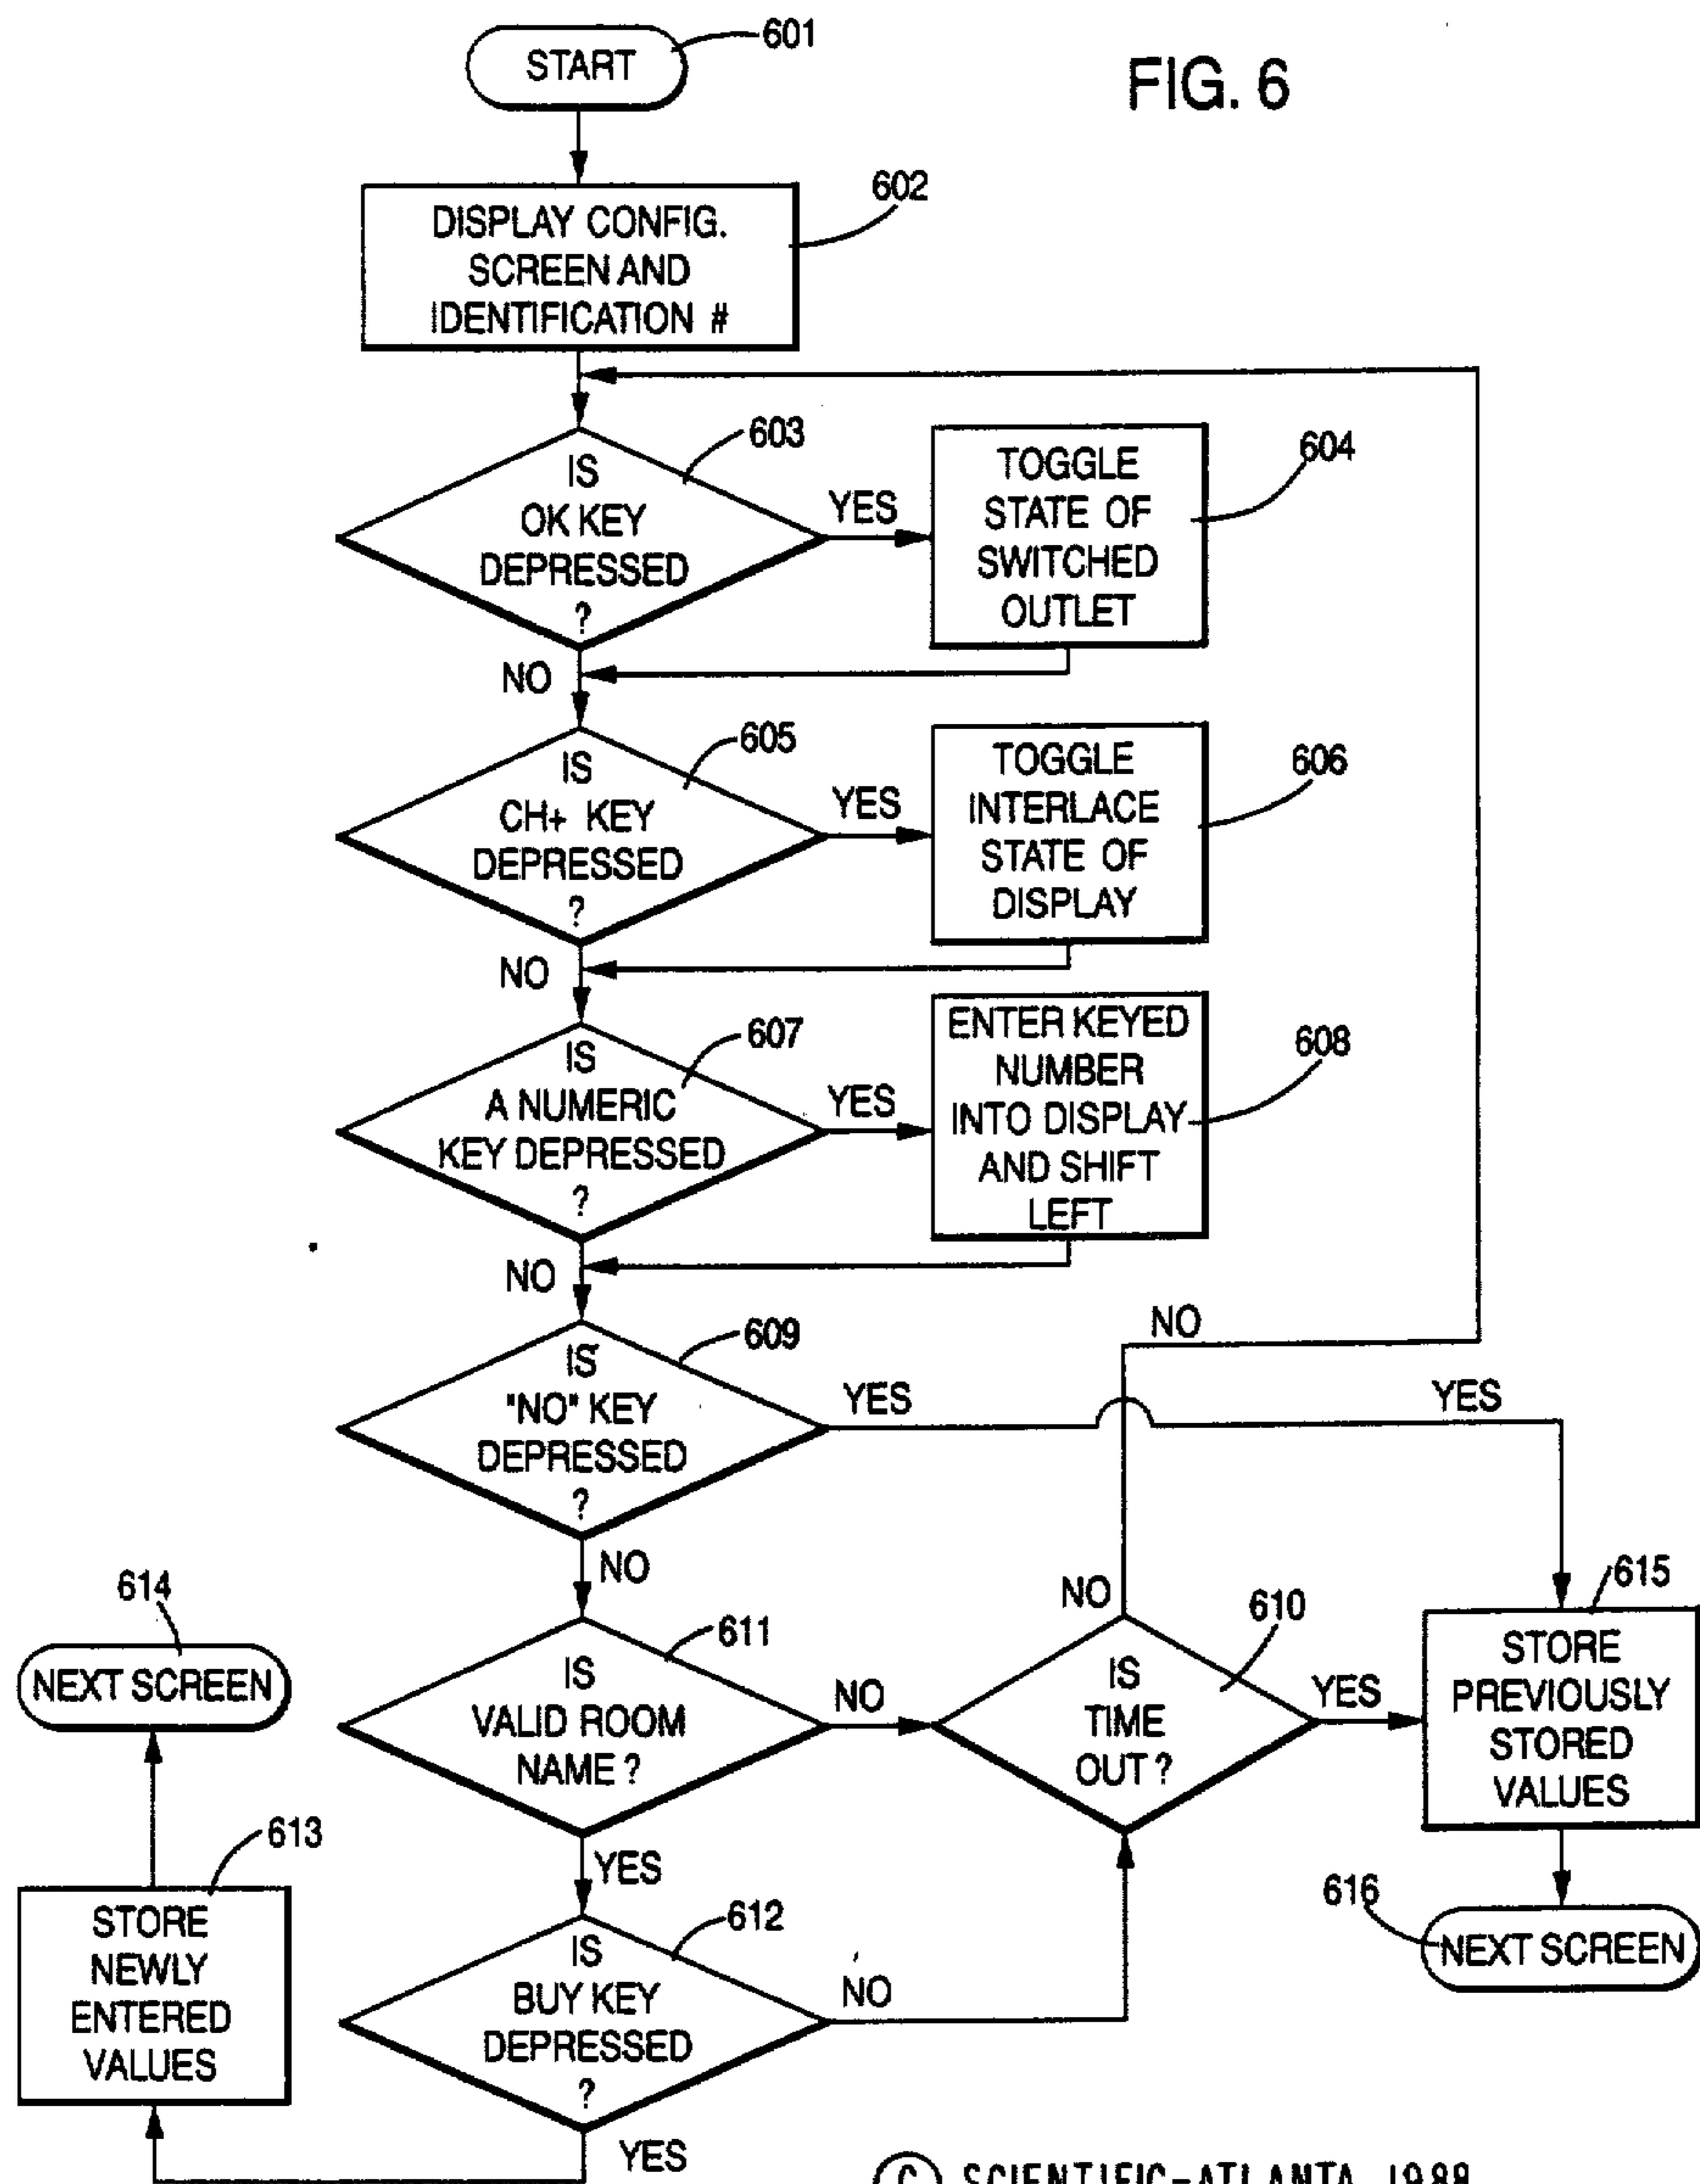 601
START
FIG. 6
602
DISPLAY CONFIG.
SCREEN AND
IDENTIFICATION #
603
IS
OK KEY
DEPRESSED
?
YES
604
TOGGLE
STATE OF
SWITCHED
OUTLET
NO
605
IS
CH+ KEY
DEPRESSED
?
YES
606
TOGGLE
INTERLACE
STATE OF
DISPLAY
NO
607
IS
A NUMERIC
KEY DEPRESSED
?
YES
608
ENTER KEYED
NUMBER
INTO DISPLAY
AND SHIFT
LEFT
NO
609
IS
"NO" KEY
DEPRESSED
?
YES
NO
YES
NO
611
IS
VALID ROOM
NAME ?
NO
NO
610
IS
TIME
OUT ?
YES
615
STORE
PREVIOUSLY
STORED
VALUES
616
NEXT SCREEN
YES
612
IS
BUY KEY
DEPRESSED
?
NO
YES
613
STORE
NEWLY
ENTERED
VALUES
614
NEXT SCREEN
© SCIENTIFIC-ATLANTA 1988